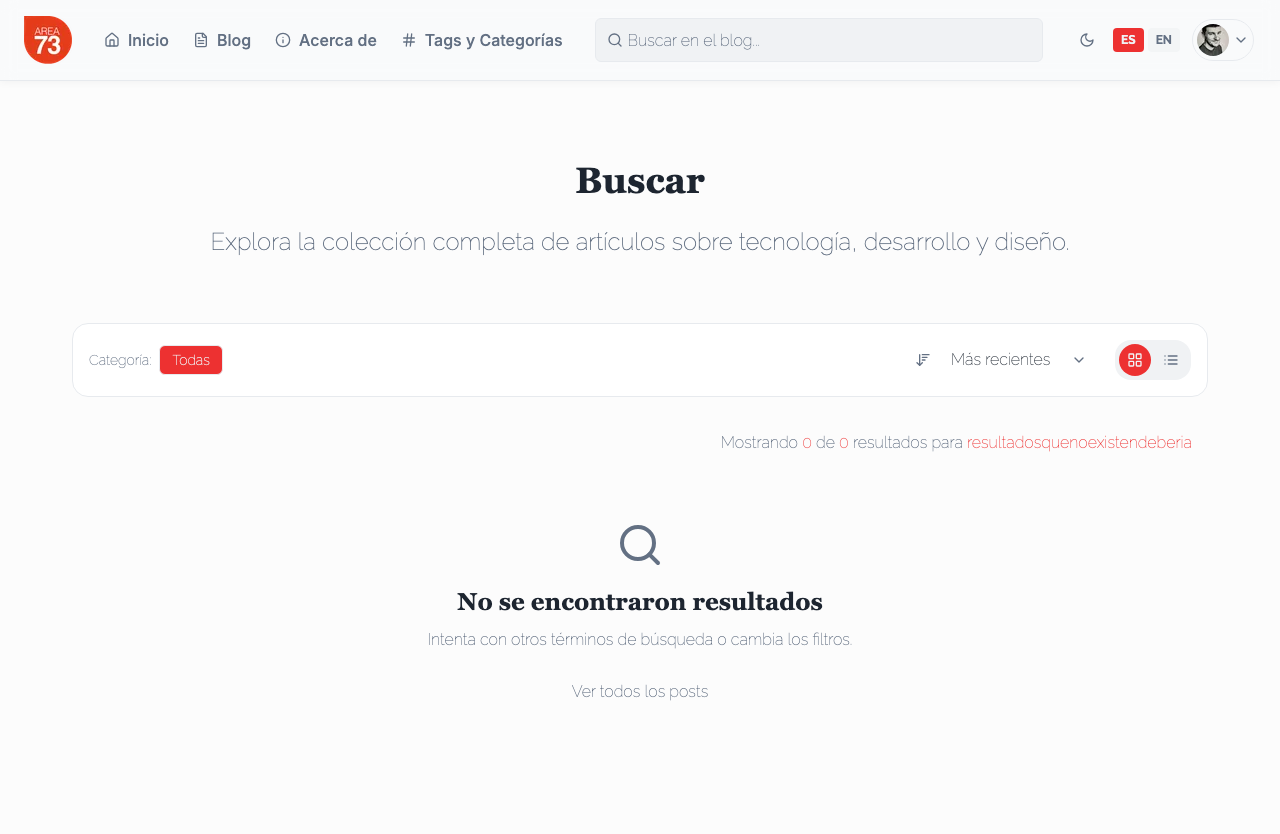 AREA
73
Inicio
Blog
Acerca de
Tags y Categorías
Buscar en el blog...
ES
EN
Buscar
Explora la colección completa de artículos sobre tecnología, desarrollo y diseño.
Categoría:
Todas
Más recientes
Mostrando 0 de 0 resultados para resultadosquenoexistendeberia
No se encontraron resultados
Intenta con otros términos de búsqueda o cambia los filtros.
Ver todos los posts